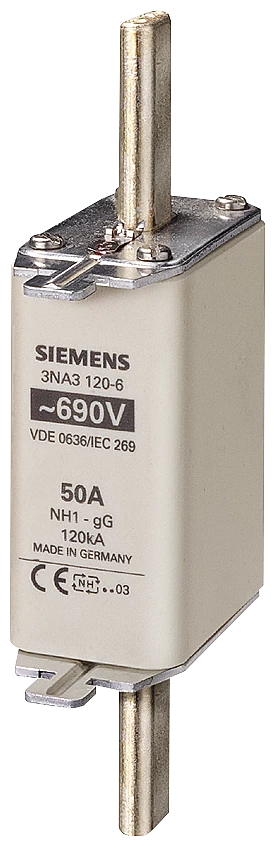 SIEMENS
3NA3 120-6
~690V
VDE 0636/IEC 269
50A
NH1 - gG
120kA
MADE IN GERMANY
CE NH ..03